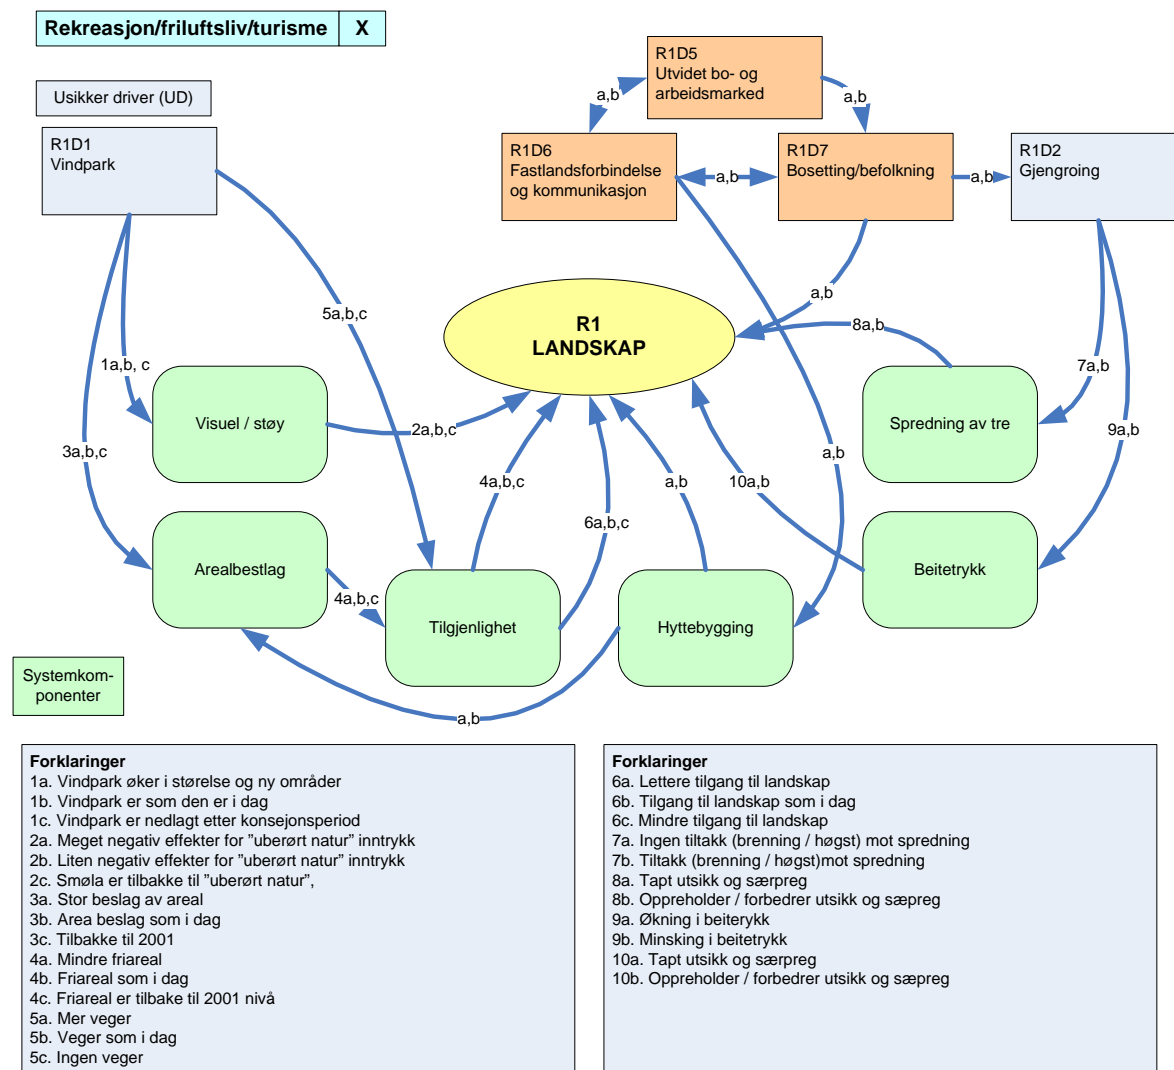 Rekreasjon/friluftsliv/turisme X
Usikker driver (UD)
R1D1
Vindpark
R1D5
Utvidet bo- og
arbeidsmarked
R1D6
Fastlandsforbindelse
og kommunikasjon
R1D7
Bosetting/befolkning
R1D2
Gjengroing
a,b
a,b
a,b
a,b
a,b
5a,b,c
R1
LANDSKAP
8a,b
1a,b, c
7a,b
Visuel / støy
2a,b,c
Spredning av tre
9a,b
3a,b,c
a,b
4a,b,c
a,b
10a,b
6a,b,c
Arealbestlag
Beitetrykk
4a,b,c
Tilgjenlighet
Hyttebygging
Systemkom-
ponenter
a,b
Forklaringer
1a. Vindpark øker i størelse og ny områder
1b. Vindpark er som den er i dag
1c. Vindpark er nedlagt etter konsejonsperiod
2a. Meget negativ effekter for ”uberørt natur” inntrykk
2b. Liten negativ effekter for ”uberørt natur” inntrykk
2c. Smøla er tilbakke til ”uberørt natur”,
3a. Stor beslag av areal
3b. Area beslag som i dag
3c. Tilbakke til 2001
4a. Mindre friareal
4b. Friareal som i dag
4c. Friareal er tilbake til 2001 nivå
5a. Mer veger
5b. Veger som i dag
5c. Ingen veger
Forklaringer
6a. Lettere tilgang til landskap
6b. Tilgang til landskap som i dag
6c. Mindre tilgang til landskap
7a. Ingen tiltakk (brenning / høgst) mot spredning
7b. Tiltakk (brenning / høgst)mot spredning
8a. Tapt utsikk og særpreg
8b. Oppreholder / forbedrer utsikk og sæpreg
9a. Økning i beiterykk
9b. Minsking i beitetrykk
10a. Tapt utsikk og særpreg
10b. Oppreholder / forbedrer utsikk og sæpreg